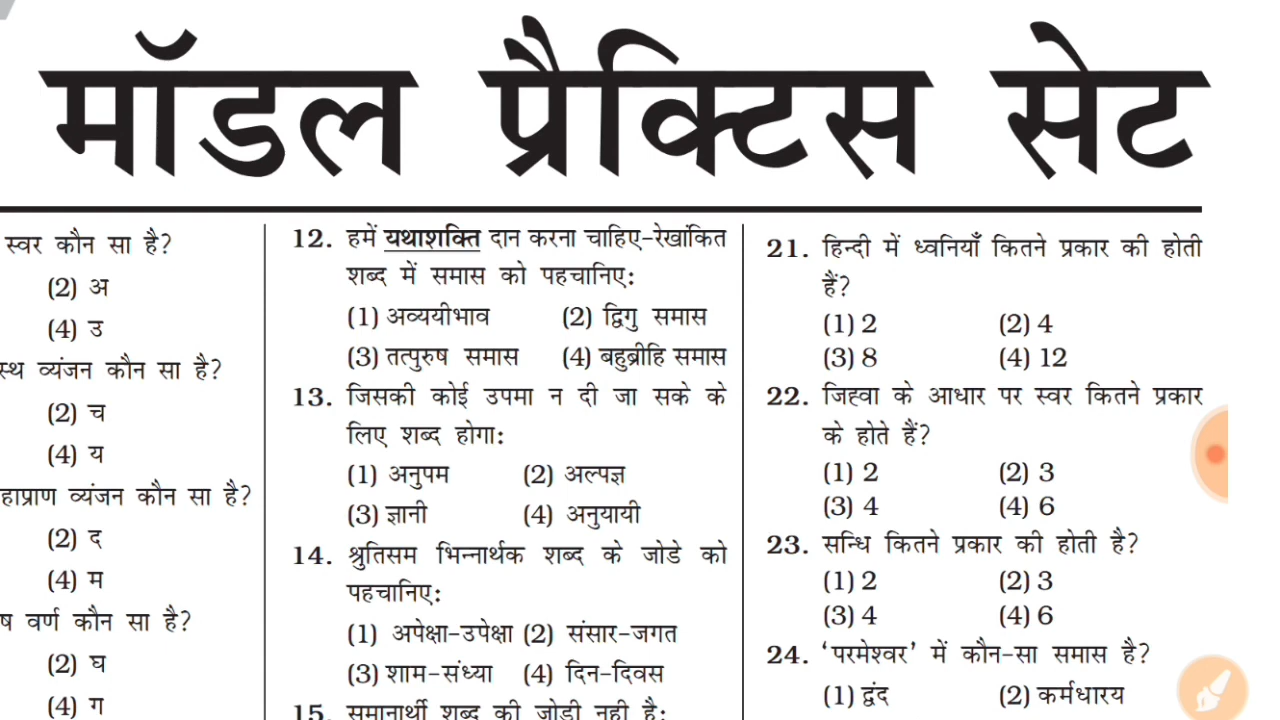 मॉडल प्रैक्टिस सेट
स्वर कौन सा है?
(2) अ
(4) उ
स्थ व्यंजन कौन सा है?
(2) च
(4) य
हाप्राण व्यंजन कौन सा है?
(2) द
(4) म
ष वर्ण कौन सा है?
(2) घ
(4) ग
12. हमें यथाशक्ति दान करना चाहिए-रेखांकित
शब्द में समास को पहचानिए:
(1) अव्ययीभाव (2) द्विगु समास
(3) तत्पुरुष समास (4) बहुब्रीहि समास
13. जिसकी कोई उपमा न दी जा सके के
लिए शब्द होगा:
(1) अनुपम (2) अल्पज्ञ
(3) ज्ञानी (4) अनुयायी
14. श्रुतिसम भिन्नार्थक शब्द के जोडे को
पहचानिए:
(1) अपेक्षा-उपेक्षा (2) संसार-जगत
(3) शाम-संध्या (4) दिन-दिवस
15. समानार्थी शब्द की जोड़ी नही है:
21. हिन्दी में ध्वनियाँ कितने प्रकार की होती
हैं?
(1) 2 (2) 4
(3) 8 (4) 12
22. जिह्वा के आधार पर स्वर कितने प्रकार
के होते हैं?
(1) 2 (2) 3
(3) 4 (4) 6
23. सन्धि कितने प्रकार की होती है?
(1) 2 (2) 3
(3) 4 (4) 6
24. 'परमेश्वर' में कौन-सा समास है?
(1) द्वंद (2) कर्मधारय